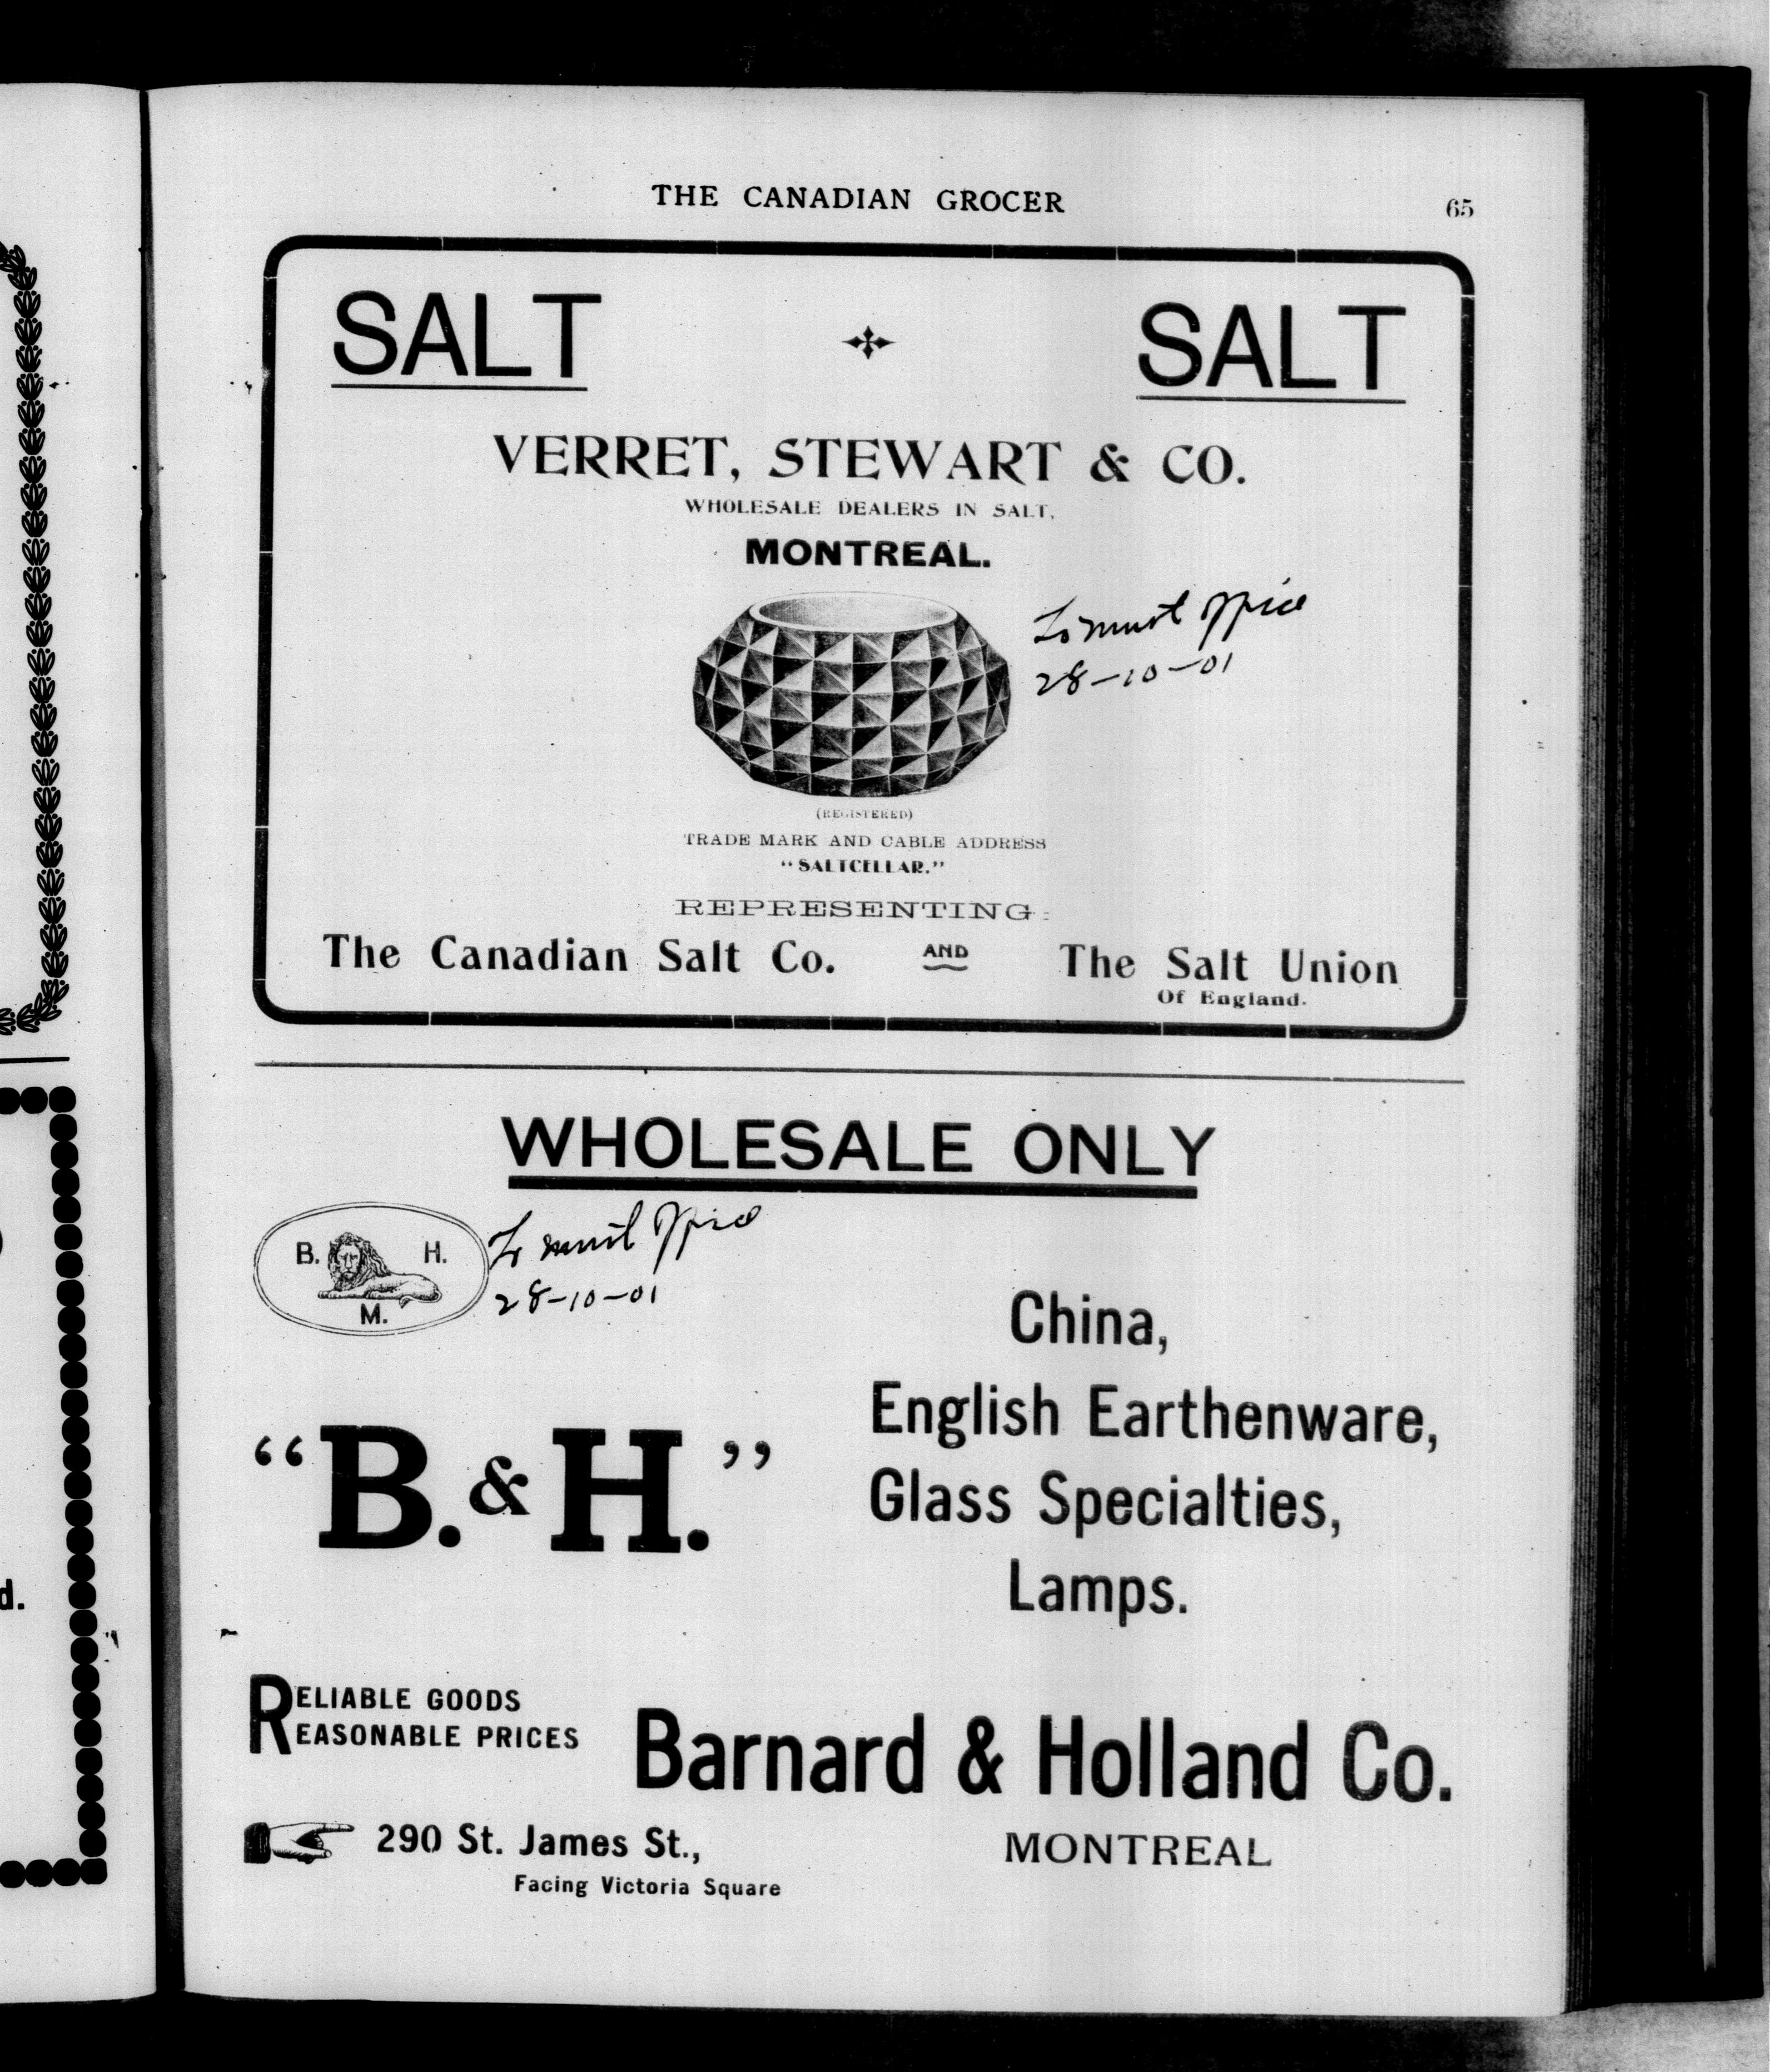 THE CANADIAN GROCER 65
SALT SALT
VERRET, STEWART & CO.
WHOLESALE DEALERS IN SALT,
MONTREAL.
28-10-01
(REGISTERED)
TRADE MARK AND CABLE ADDRESS
"SALTCELLAR."
REPRESENTING:
The Canadian Salt Co. AND The Salt Union
Of England.
WHOLESALE ONLY
B. H.
M.
28-10-01
"B. & H."
China,
English Earthenware,
Glass Specialties,
Lamps.
RELIABLE GOODS
REASONABLE PRICES
Barnard & Holland Co.
290 St. James St.,
Facing Victoria Square
MONTREAL
d.